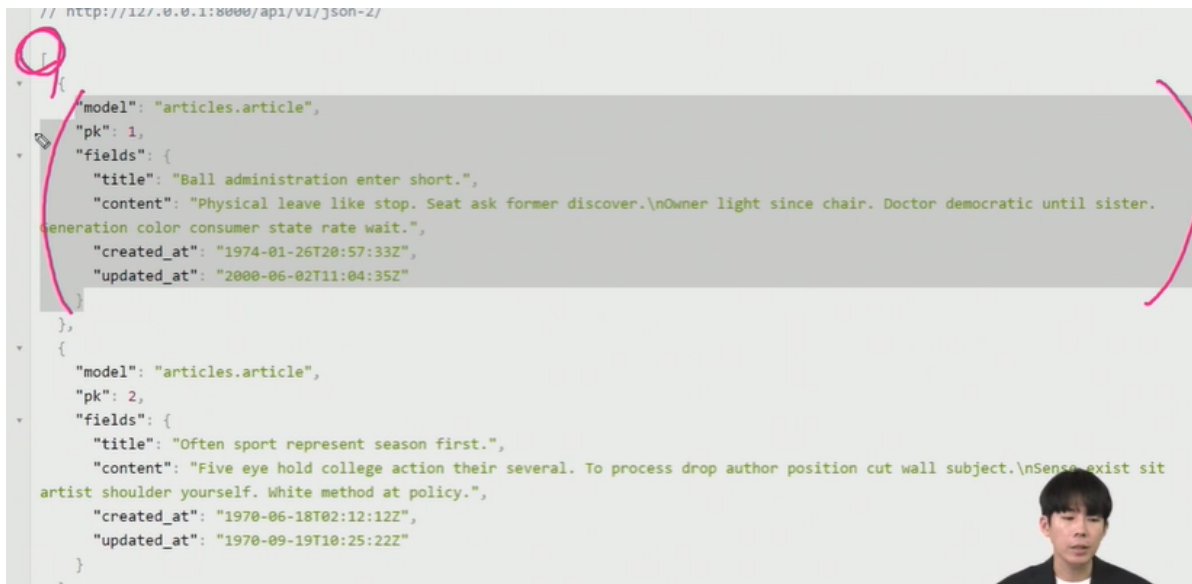 // http://127.0.0.1:8000/api/v1/json-2/
[
{
"model": "articles.article",
"pk": 1,
"fields": {
"title": "Ball administration enter short.",
"content": "Physical leave like stop. Seat ask former discover.\nOwner light since chair. Doctor democratic until sister.
Generation color consumer state rate wait.",
"created_at": "1974-01-26T20:57:33Z",
"updated_at": "2000-06-02T11:04:35Z"
}
},
{
"model": "articles.article",
"pk": 2,
"fields": {
"title": "Often sport represent season first.",
"content": "Five eye hold college action their several. To process drop author position cut wall subject.\nSense exist sit
artist shoulder yourself. White method at policy.",
"created_at": "1970-06-18T02:12:12Z",
"updated_at": "1970-09-19T10:25:22Z"
}